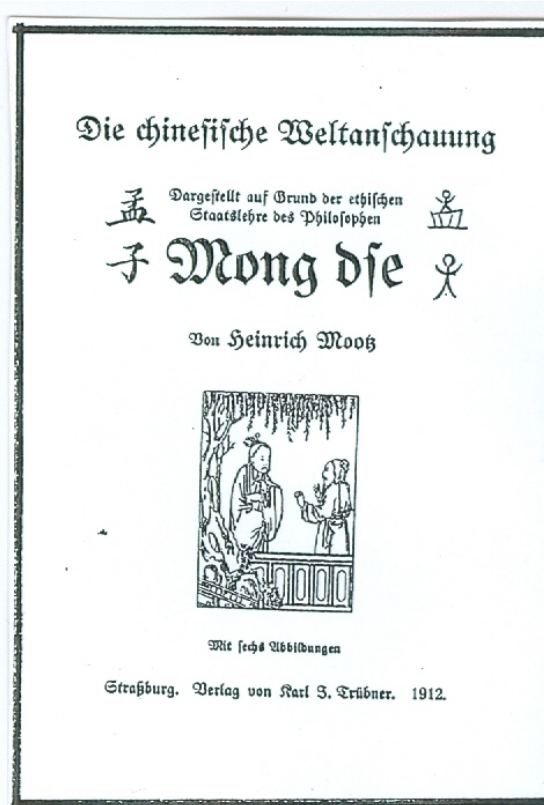 Die chinesische Weltanschauung
孟 Dargestellt auf Grund der ethischen
Staatslehre des Philosophen
子 Mong dse
Von Heinrich Mootz
Mit sechs Abbildungen
Straßburg. Verlag von Karl J. Trübner. 1912.